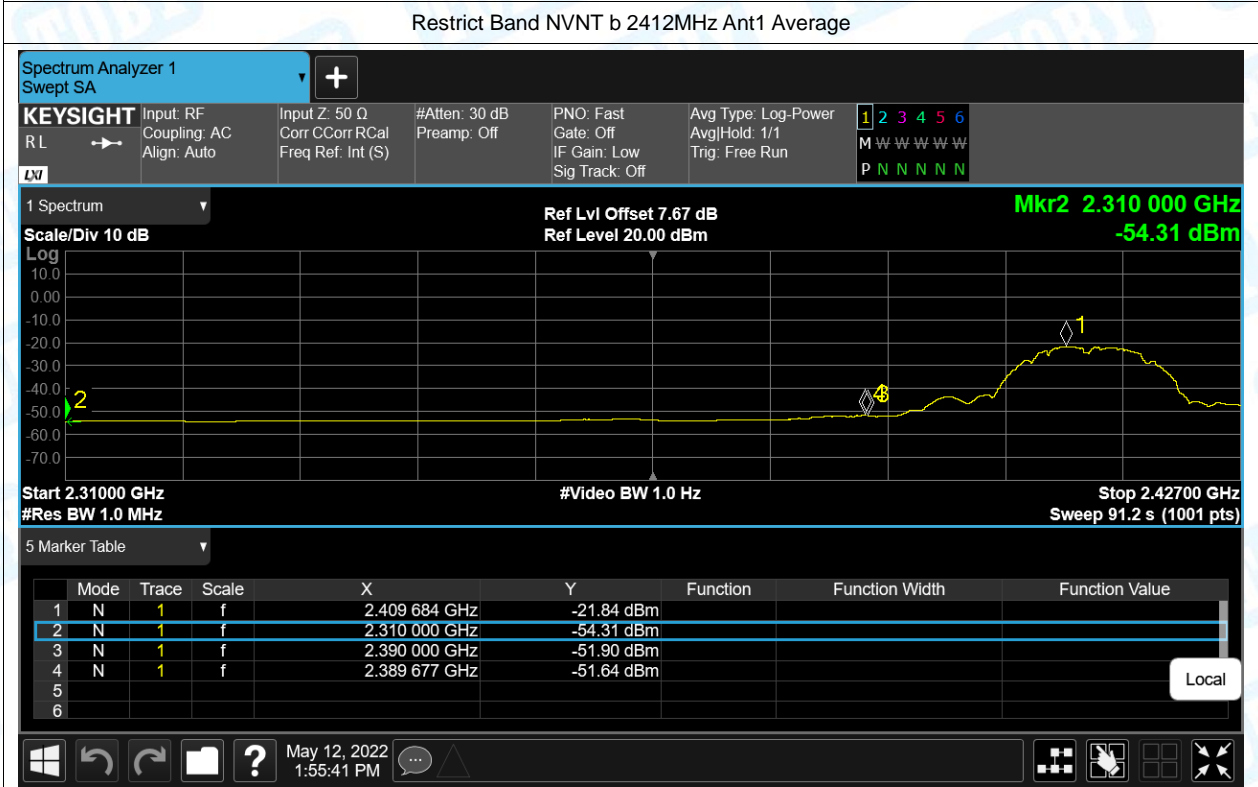 Restrict Band NVNT b 2412MHz Ant1 Average
Spectrum Analyzer 1
Swept SA
KEYSIGHT
R L
LXI
Input: RF
Coupling: AC
Align: Auto
Input Z: 50 Ω
Corr CCorr RCal
Freq Ref: Int (S)
#Atten: 30 dB
Preamp: Off
PNO: Fast
Gate: Off
IF Gain: Low
Sig Track: Off
Avg Type: Log-Power
Avg|Hold: 1/1
Trig: Free Run
1 2 3 4 5 6
M W W W W W
P N N N N N
1 Spectrum
Scale/Div 10 dB
Ref Lvl Offset 7.67 dB
Ref Level 20.00 dBm
Mkr2 2.310 000 GHz
-54.31 dBm
Log
10.0
0.00
-10.0
-20.0
-30.0
-40.0
-50.0
-60.0
-70.0
1
2
4
Start 2.31000 GHz
#Res BW 1.0 MHz
#Video BW 1.0 Hz
Stop 2.42700 GHz
Sweep 91.2 s (1001 pts)
5 Marker Table
Mode Trace Scale X Y Function Function Width Function Value
1 N 1 f 2.409 684 GHz -21.84 dBm
2 N 1 f 2.310 000 GHz -54.31 dBm
3 N 1 f 2.390 000 GHz -51.90 dBm
4 N 1 f 2.389 677 GHz -51.64 dBm
5
6
Local
?
May 12, 2022
1:55:41 PM